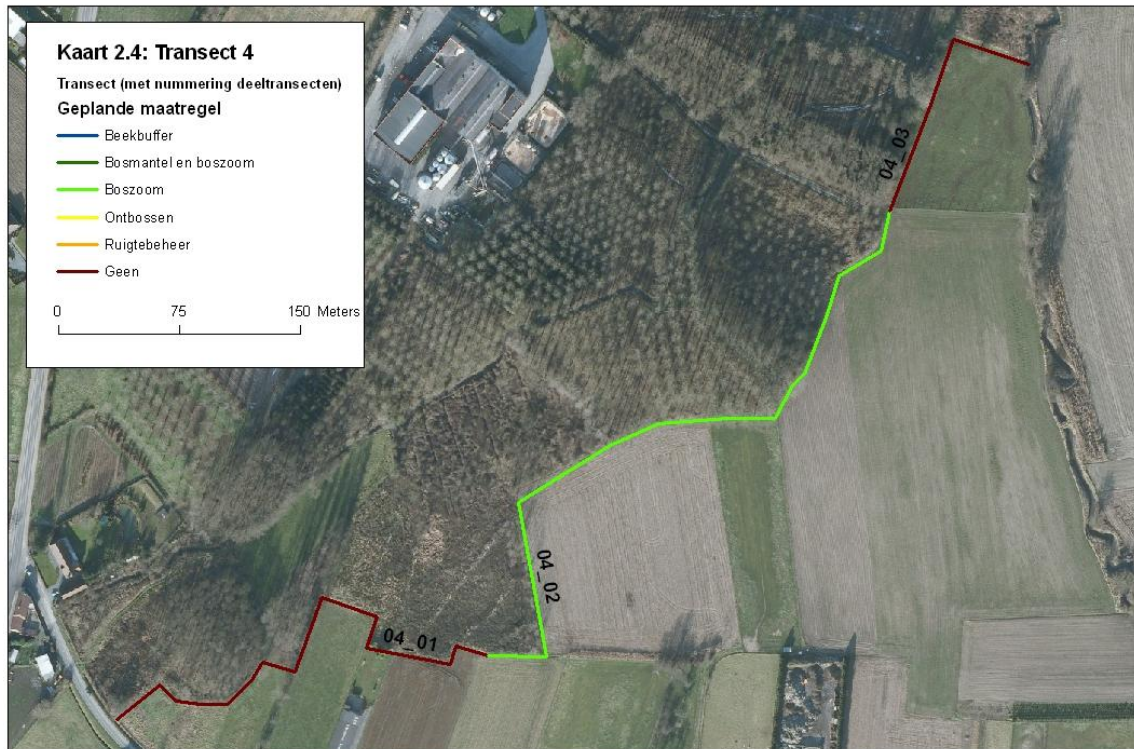 Kaart 2.4: Transect 4
Transect (met nummering deeltransecten)
Geplande maatregel
Beekbuffer
Bosmantel en boszoom
Boszoom
Ontbossen
Ruigtebeheer
Geen
0 75 150 Meters
04_03
04_02
04_01